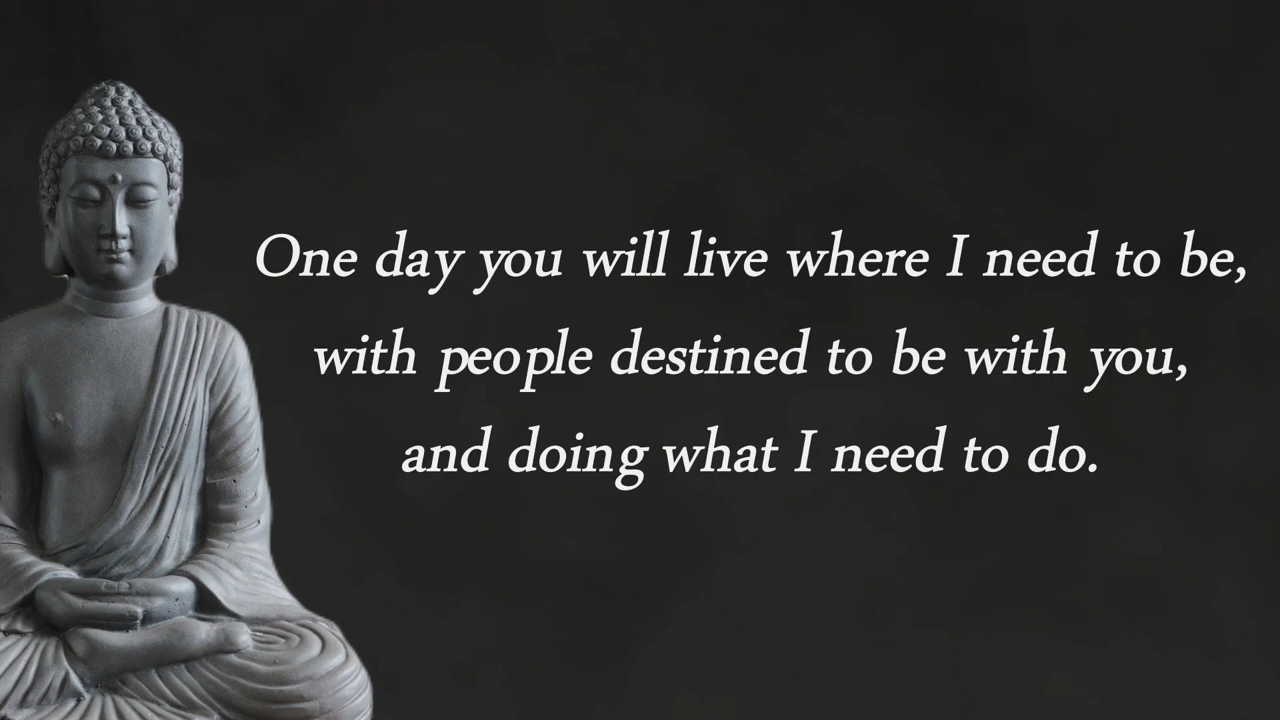 One day you will live where I need to be,
with people destined to be with you,
and doing what I need to do.